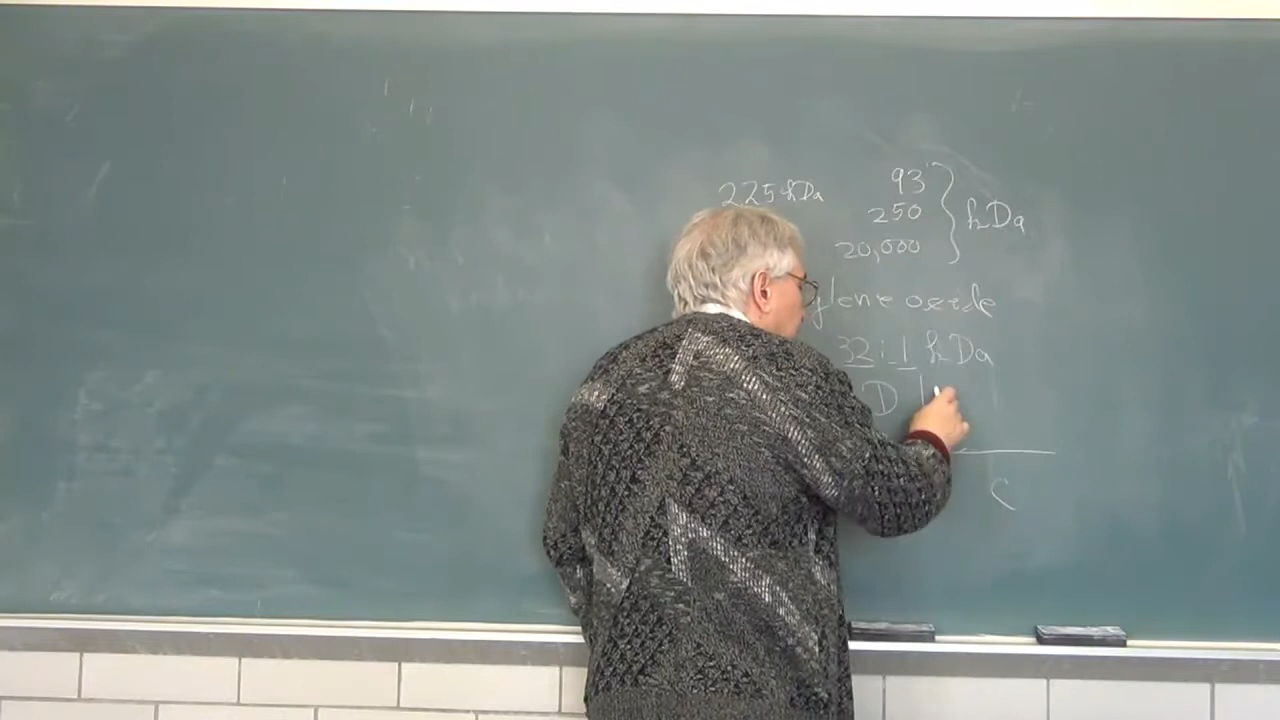 225 kDa 93
250
20,000
kDa
ylene oxide
32:1 kDa
D
C